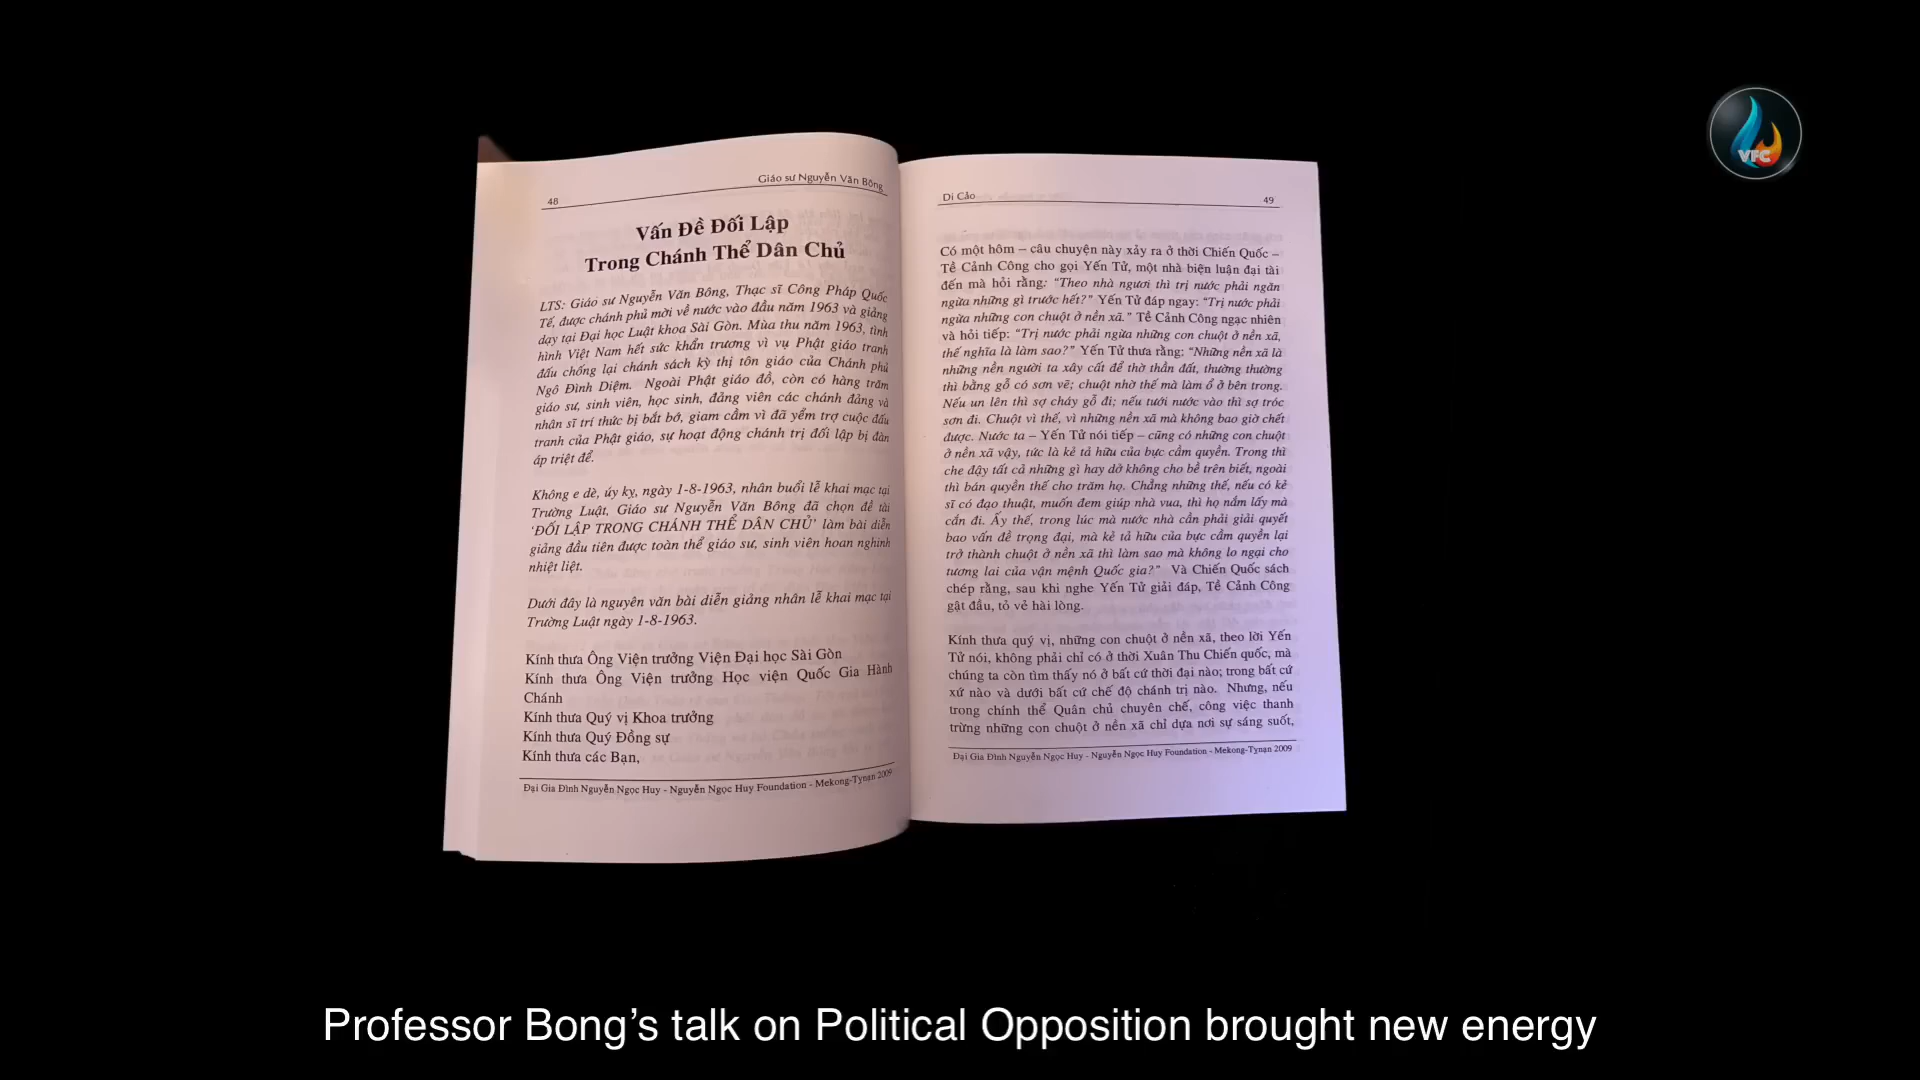 VFC
48
Giáo sư Nguyễn Văn Bông
Vấn Đề Đối Lập
Trong Chánh Thể Dân Chủ
LTS: Giáo sư Nguyễn Văn Bông, Thạc sĩ Công Pháp Quốc
Tế, được chánh phủ mời về nước vào đầu năm 1963 và giảng
dạy tại Đại học Luật khoa Sài Gòn. Mùa thu năm 1963, tình
hình Việt Nam hết sức khẩn trương vì vụ Phật giáo tranh
đấu chống lại chánh sách kỳ thị tôn giáo của Chánh phủ
Ngô Đình Diệm. Ngoài Phật giáo đồ, còn có hàng trăm
giáo sư, sinh viên, học sinh, đảng viên các chánh đảng và
nhân sĩ trí thức bị bắt bớ, giam cầm vì đã yểm trợ cuộc đấu
tranh của Phật giáo, sự hoạt động chánh trị đối lập bị đàn
áp triệt để.
Không e dè, úy kỵ, ngày 1-8-1963, nhân buổi lễ khai mạc tại
Trường Luật, Giáo sư Nguyễn Văn Bông đã chọn đề tài
'ĐỐI LẬP TRONG CHÁNH THỂ DÂN CHỦ' làm bài diễn
giảng đầu tiên được toàn thể giáo sư, sinh viên hoan nghinh
nhiệt liệt.
Dưới đây là nguyên văn bài diễn giảng nhân lễ khai mạc tại
Trường Luật ngày 1-8-1963.
Kính thưa Ông Viện trưởng Viện Đại học Sài Gòn
Kính thưa Ông Viện trưởng Học viện Quốc Gia Hành
Chánh
Kính thưa Quý vị Khoa trưởng
Kính thưa Quý Đồng sự
Kính thưa các Bạn,
Đại Gia Đình Nguyễn Ngọc Huy - Nguyễn Ngọc Huy Foundation - Mekong-Tynạn 2009
Di Cảo
49
Có một hôm – câu chuyện này xảy ra ở thời Chiến Quốc –
Tề Cảnh Công cho gọi Yến Tử, một nhà biện luận đại tài
đến mà hỏi rằng: “Theo nhà ngươi thì trị nước phải ngăn
ngừa những gì trước hết?” Yến Tử đáp ngay: “Trị nước phải
ngừa những con chuột ở nền xã.” Tề Cảnh Công ngạc nhiên
và hỏi tiếp: “Trị nước phải ngừa những con chuột ở nền xã,
thế nghĩa là làm sao?” Yến Tử thưa rằng: “Những nền xã là
những nền người ta xây cất để thờ thần đất, thường thường
thì bằng gỗ có sơn vẽ; chuột nhờ thế mà làm ổ ở bên trong.
Nếu un lên thì sợ cháy gỗ đi; nếu tưới nước vào thì sợ tróc
sơn đi. Chuột vì thế, vì những nền xã mà không bao giờ chết
được. Nước ta – Yến Tử nói tiếp – cũng có những con chuột
ở nền xã vậy, tức là kẻ tả hữu của bực cầm quyền. Trong thì
che đậy tất cả những gì hay dở không cho bề trên biết, ngoài
thì bán quyền thế cho trăm họ. Chẳng những thế, nếu có kẻ
sĩ có đạo thuật, muốn đem giúp nhà vua, thì họ nắm lấy mà
cắn đi. Ấy thế, trong lúc mà nước nhà cần phải giải quyết
bao vấn đề trọng đại, mà kẻ tả hữu của bực cầm quyền lại
trở thành chuột ở nền xã thì làm sao mà không lo ngại cho
tương lai của vận mệnh Quốc gia?” Và Chiến Quốc sách
chép rằng, sau khi nghe Yến Tử giải đáp, Tề Cảnh Công
gật đầu, tỏ vẻ hài lòng.
Kính thưa quý vị, những con chuột ở nền xã, theo lời Yến
Tử nói, không phải chỉ có ở thời Xuân Thu Chiến quốc, mà
chúng ta còn tìm thấy nó ở bất cứ thời đại nào; trong bất cứ
xứ nào và dưới bất cứ chế độ chánh trị nào. Nhưng, nếu
trong chính thể Quân chủ chuyên chế, công việc thanh
trừng những con chuột ở nền xã chỉ dựa nơi sự sáng suốt,
Đại Gia Đình Nguyễn Ngọc Huy - Nguyễn Ngọc Huy Foundation - Mekong-Tynạn 2009
Professor Bong’s talk on Political Opposition brought new energy